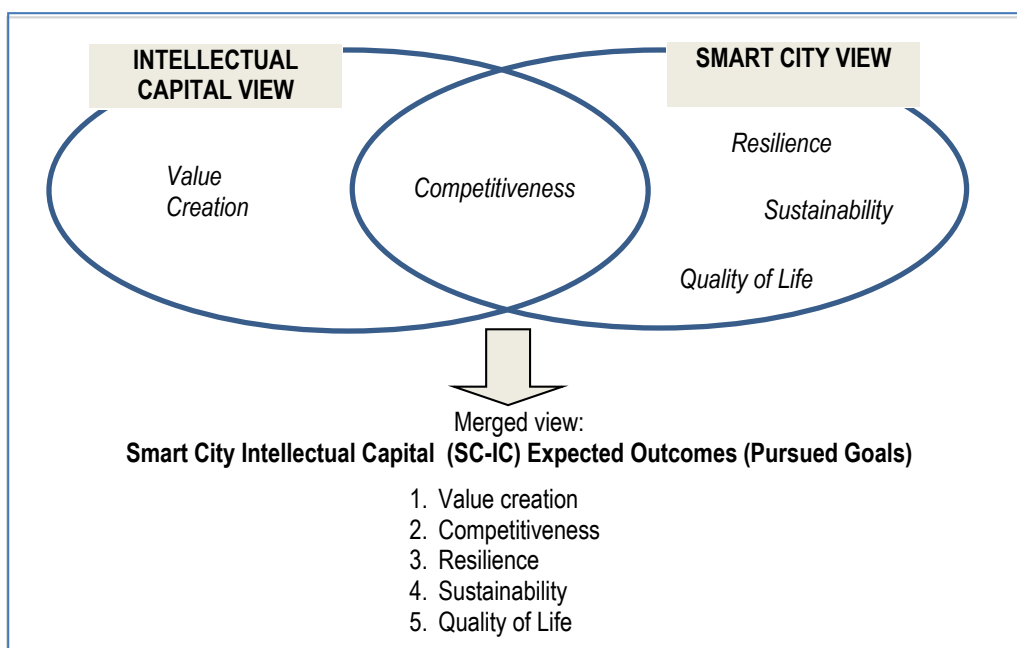 INTELLECTUAL
CAPITAL VIEW
SMART CITY VIEW
Value
Creation
Competitiveness
Resilience
Sustainability
Quality of Life
Merged view:
Smart City Intellectual Capital (SC-IC) Expected Outcomes (Pursued Goals)
1. Value creation
2. Competitiveness
3. Resilience
4. Sustainability
5. Quality of Life